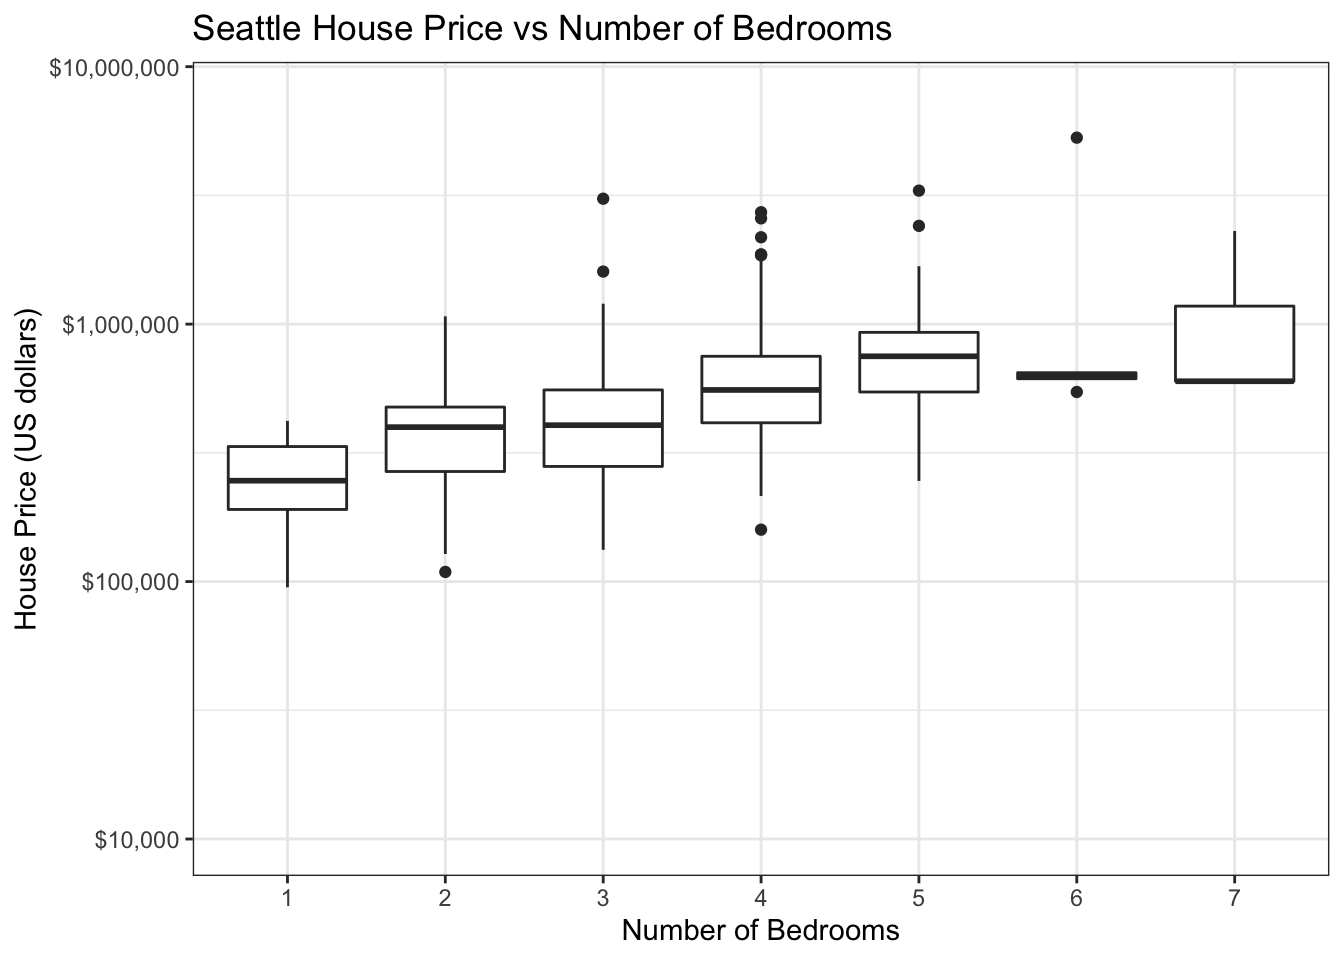 Seattle House Price vs Number of Bedrooms
$10,000,000
$1,000,000
$100,000
$10,000
House Price (US dollars)
1 2 3 4 5 6 7
Number of Bedrooms